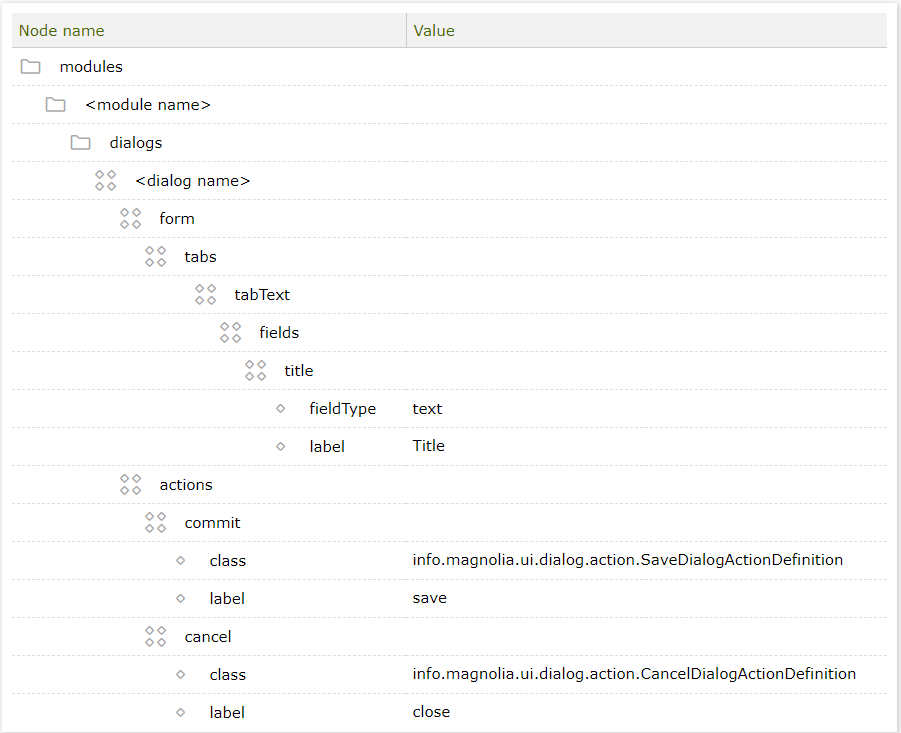 Node name Value
modules
<module name>
dialogs
<dialog name>
form
tabs
tabText
fields
title
fieldType text
label Title
actions
commit
class info.magnolia.ui.dialog.action.SaveDialogActionDefinition
label save
cancel
class info.magnolia.ui.dialog.action.CancelDialogActionDefinition
label close